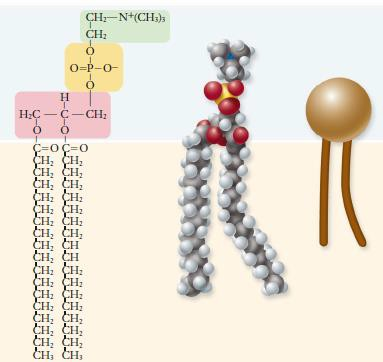 CH₂—N⁺(CH₃)₃
CH₂
O
O=P—O⁻
O
H
H₂C — C — CH₂
O O
C=O C=O
CH₂ CH₂
CH₂ CH₂
CH₂ CH₂
CH₂ CH₂
CH₂ CH₂
CH₂ CH₂
CH₂ CH₂
CH₂ CH
CH₂ CH
CH₂ CH₂
CH₂ CH₂
CH₂ CH₂
CH₂ CH₂
CH₂ CH₂
CH₂ CH₂
CH₂ CH₂
CH₃ CH₃